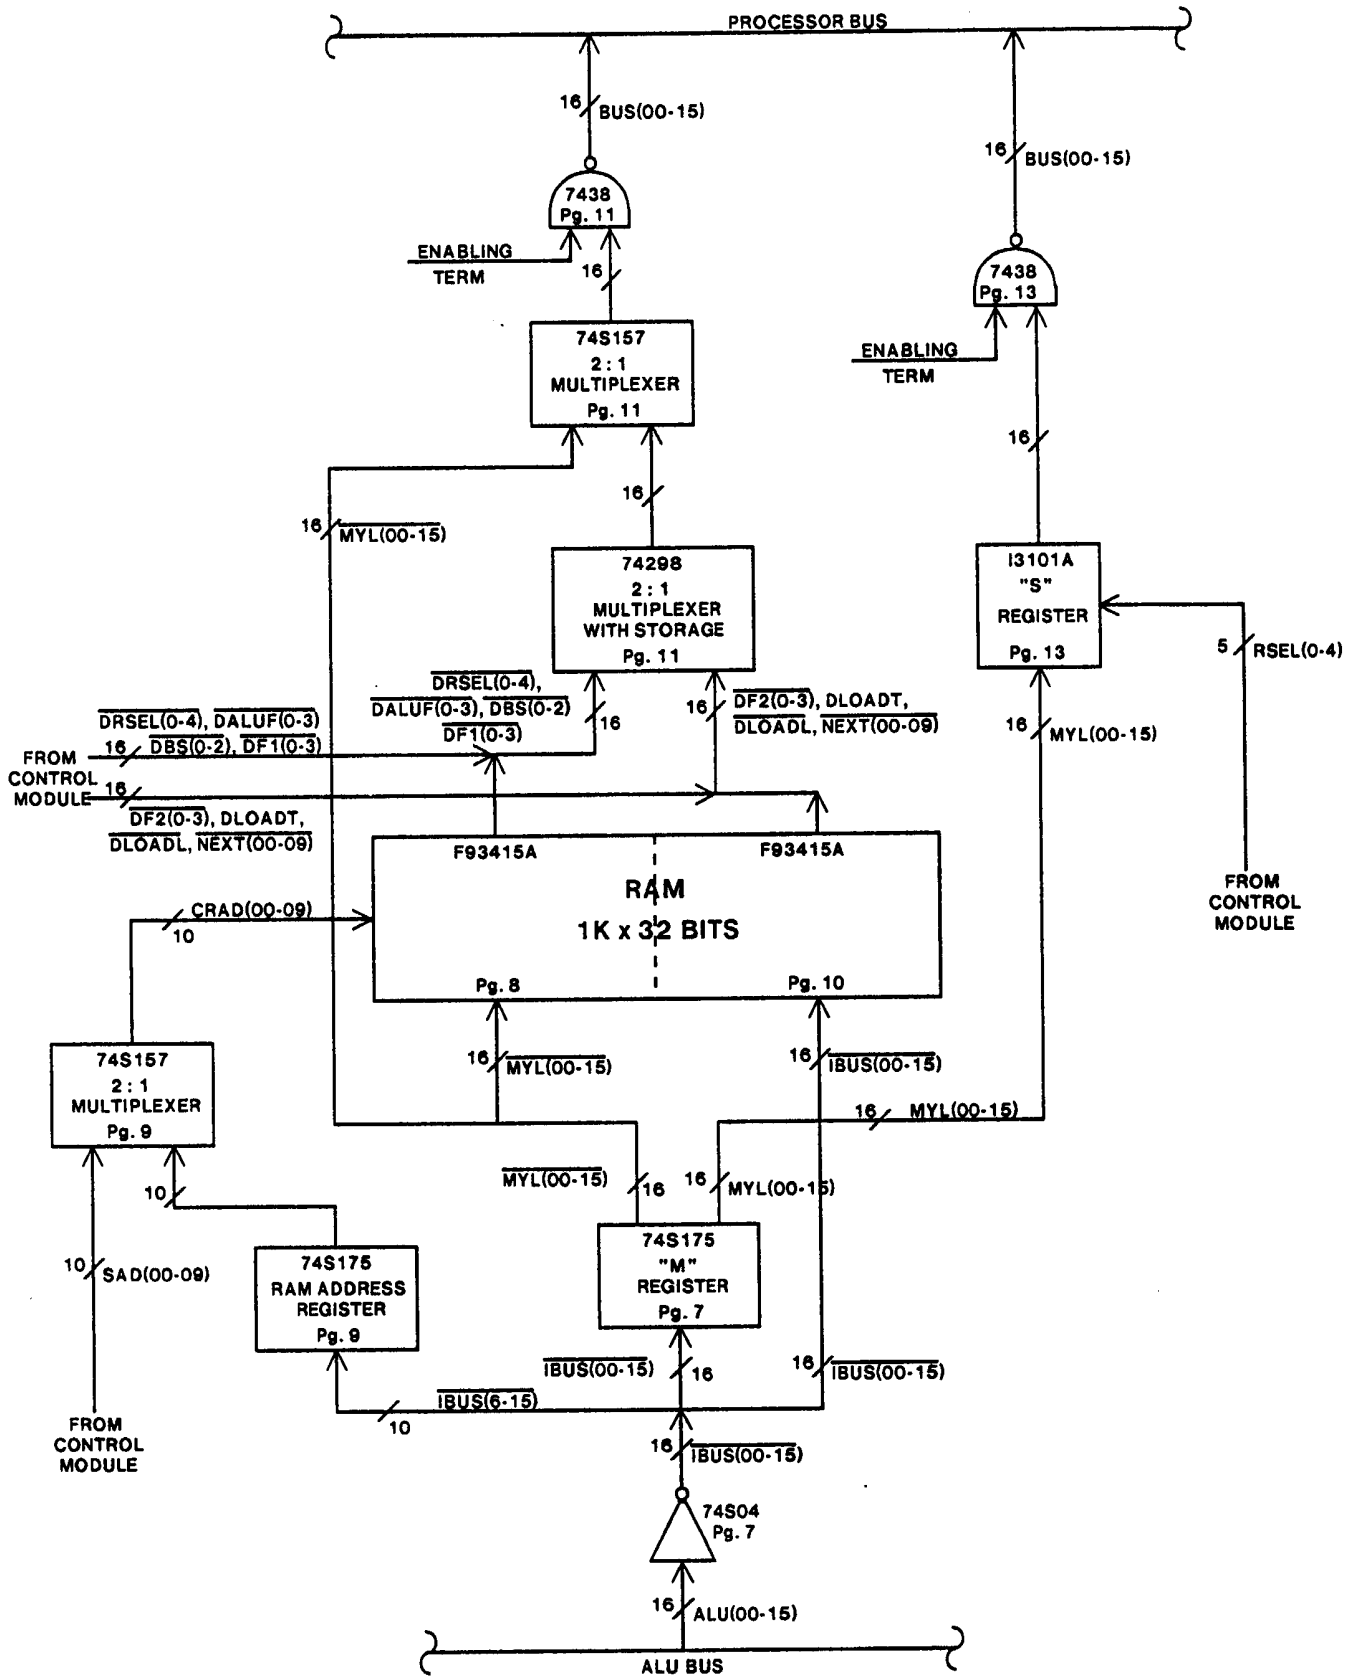 PROCESSOR BUS
16 BUS(00-15)
16 BUS(00-15)
7438
Pg. 11
ENABLING
TERM
16
7438
Pg. 13
ENABLING
TERM
74S157
2 : 1
MULTIPLEXER
Pg. 11
16
16
16 MYL(00-15)
74298
2 : 1
MULTIPLEXER
WITH STORAGE
Pg. 11
I3101A
"S"
REGISTER
Pg. 13
5 RSEL(0-4)
DRSEL(0-4),
DALUF(0-3), DBS(0-2)
DF1(0-3)
16
16
DF2(0-3), DLOADT,
DLOADL, NEXT(00-09)
16 MYL(00-15)
DRSEL(0-4), DALUF(0-3)
16 DBS(0-2), DF1(0-3)
FROM
CONTROL
MODULE
16
DF2(0-3), DLOADT,
DLOADL, NEXT(00-09)
F93415A
F93415A
RAM
1K x 32 BITS
Pg. 8
Pg. 10
FROM
CONTROL
MODULE
CRAD(00-09)
10
74S157
2 : 1
MULTIPLEXER
Pg. 9
16 MYL(00-15)
16 IBUS(00-15)
16 MYL(00-15)
MYL(00-15) 16
16 MYL(00-15)
10
10 SAD(00-09)
74S175
RAM ADDRESS
REGISTER
Pg. 9
74S175
"M"
REGISTER
Pg. 7
IBUS(00-15) 16
16 IBUS(00-15)
IBUS(6-15)
10
FROM
CONTROL
MODULE
16 IBUS(00-15)
74S04
Pg. 7
16 ALU(00-15)
ALU BUS